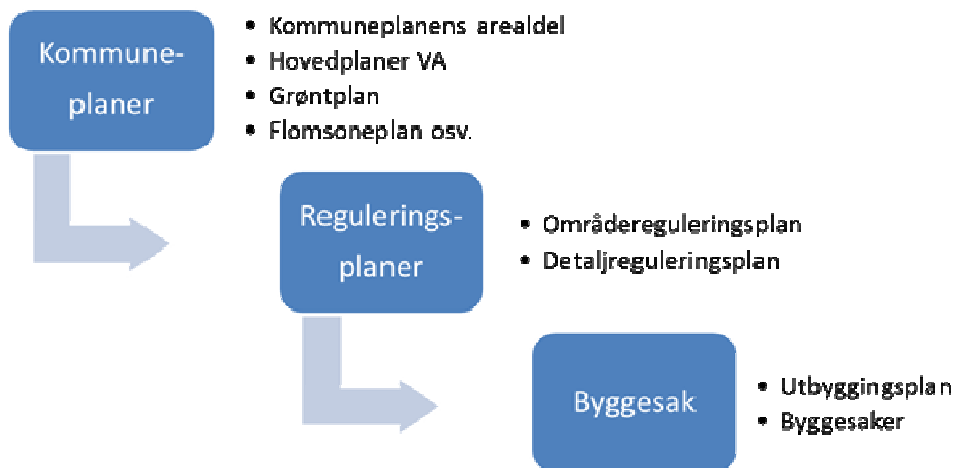 Kommune-
planer
• Kommuneplanens arealdel
• Hovedplaner VA
• Grøntplan
• Flomsoneplan osv.
Regulerings-
planer
• Områdereguleringsplan
• Detaljreguleringsplan
Byggesak
• Utbyggingsplan
• Byggesaker